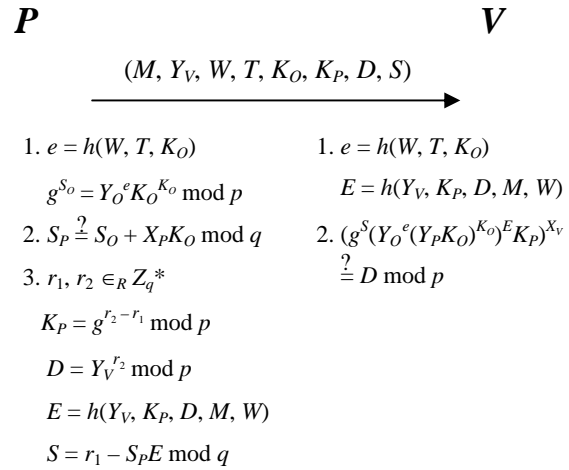 P V
(M, Y_V, W, T, K_O, K_P, D, S)
1. e = h(W, T, K_O)
g^{S_O} = Y_O^e K_O^{K_O} mod p
2. S_P ≟ S_O + X_P K_O mod q
3. r_1, r_2 ∈_R Z_q*
K_P = g^{r_2 − r_1} mod p
D = Y_V^{r_2} mod p
E = h(Y_V, K_P, D, M, W)
S = r_1 − S_P E mod q
1. e = h(W, T, K_O)
E = h(Y_V, K_P, D, M, W)
2. (g^S(Y_O^e(Y_P K_O)^{K_O})^E K_P)^{X_V}
≟ D mod p